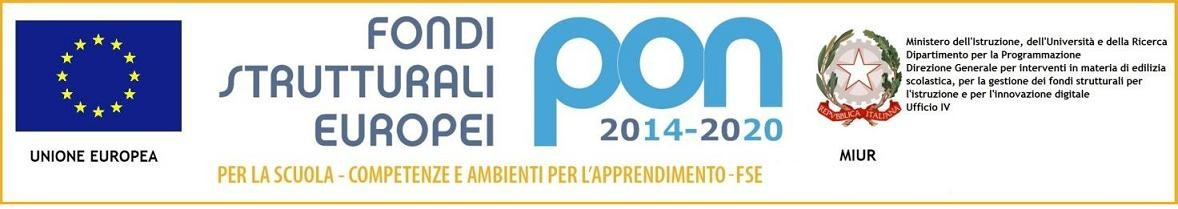 UNIONE EUROPEA
FONDI
STRUTTURALI
EUROPEI
pon
2014-2020
PER LA SCUOLA - COMPETENZE E AMBIENTI PER L'APPRENDIMENTO-FSE
REPVBBLICA ITALIANA
MIUR
Ministero dell'Istruzione, dell'Università e della Ricerca
Dipartimento per la Programmazione
Direzione Generale per interventi in materia di edilizia
scolastica, per la gestione dei fondi strutturali per
l'istruzione e per l'innovazione digitale
Ufficio IV